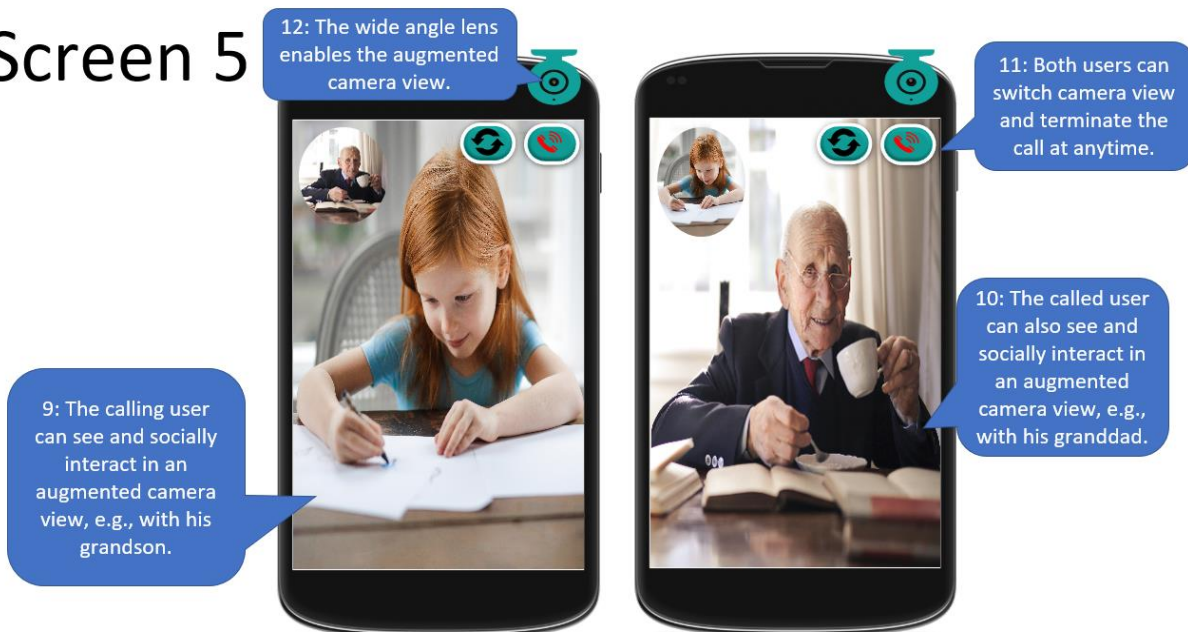 Screen 5
12: The wide angle lens
enables the augmented
camera view.
11: Both users can
switch camera view
and terminate the
call at anytime.
9: The calling user
can see and socially
interact in an
augmented camera
view, e.g., with his
grandson.
10: The called user
can also see and
socially interact in
an augmented
camera view, e.g.,
with his granddad.